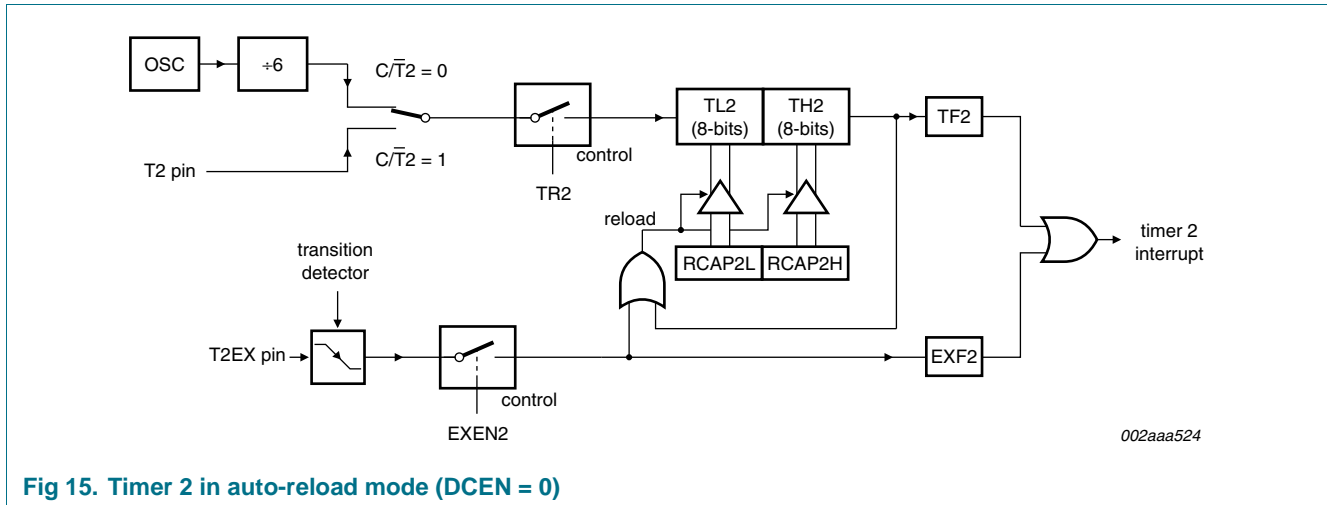 OSC
÷6
C/T̅2 = 0
TL2
(8-bits)
TH2
(8-bits)
TF2
T2 pin
C/T̅2 = 1
control
TR2
reload
transition
detector
RCAP2L
RCAP2H
timer 2
interrupt
T2EX pin
EXF2
control
EXEN2
002aaa524
Fig 15. Timer 2 in auto-reload mode (DCEN = 0)